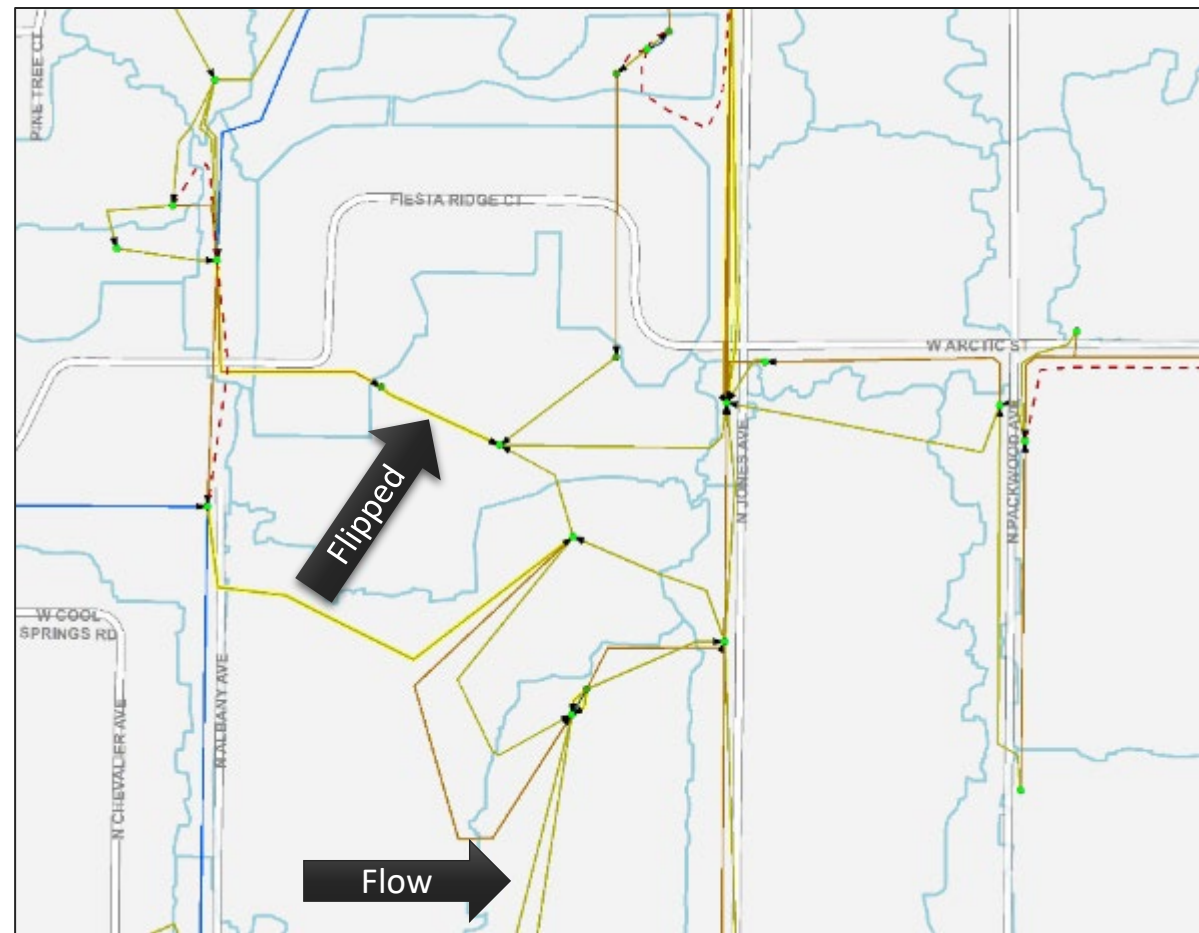 PINE TREE CT
FIESTA RIDGE CT
W ARCTIC ST
Flipped
N JONES AVE
N PACKWOOD AVE
W COOL
SPRINGS RD
N ALBANY AVE
N CHEVALIER AVE
Flow